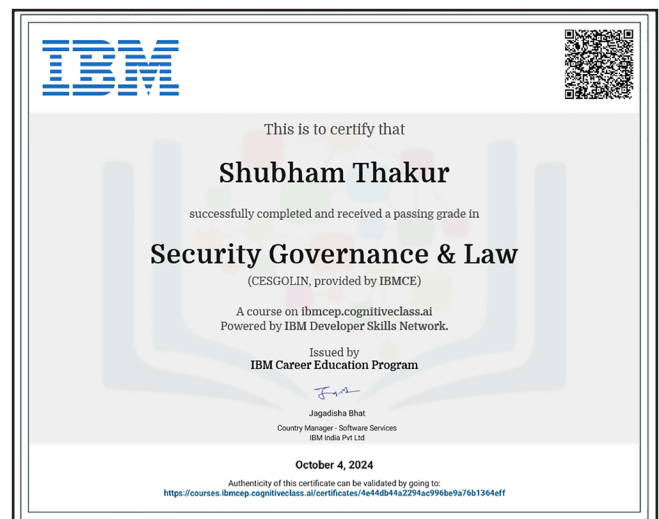 IBM
This is to certify that
Shubham Thakur
successfully completed and received a passing grade in
Security Governance & Law
(CESGOLIN, provided by IBMCE)
A course on ibmcep.cognitiveclass.ai
Powered by IBM Developer Skills Network.
Issued by
IBM Career Education Program
Jagadisha Bhat
Country Manager - Software Services
IBM India Pvt Ltd
October 4, 2024
Authenticity of this certificate can be validated by going to:
https://courses.ibmcep.cognitiveclass.ai/certificates/4e44db44a2294ac996be9a76b1364eff